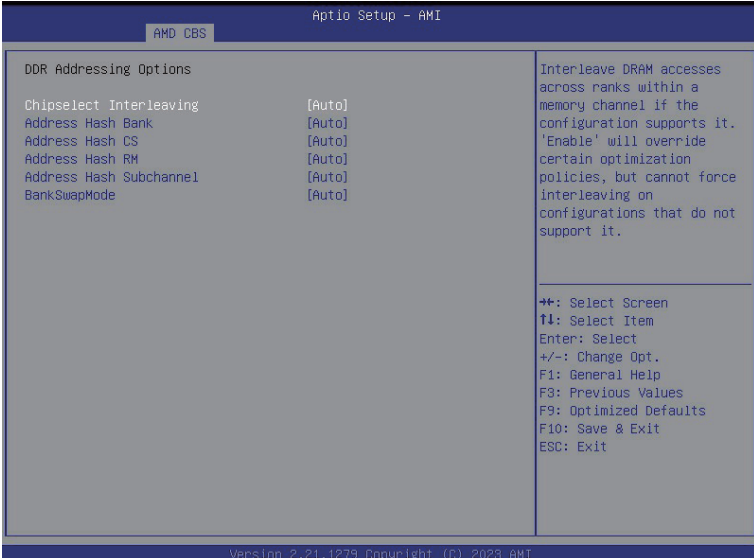 Aptio Setup – AMI
AMD CBS
DDR Addressing Options
Chipselect Interleaving [Auto]
Address Hash Bank [Auto]
Address Hash CS [Auto]
Address Hash RM [Auto]
Address Hash Subchannel [Auto]
BankSwapMode [Auto]
Interleave DRAM accesses
across ranks within a
memory channel if the
configuration supports it.
'Enable' will override
certain optimization
policies, but cannot force
interleaving on
configurations that do not
support it.
→←: Select Screen
↑↓: Select Item
Enter: Select
+/-: Change Opt.
F1: General Help
F3: Previous Values
F9: Optimized Defaults
F10: Save & Exit
ESC: Exit
Version 2.21.1279 Copyright (C) 2023 AMI